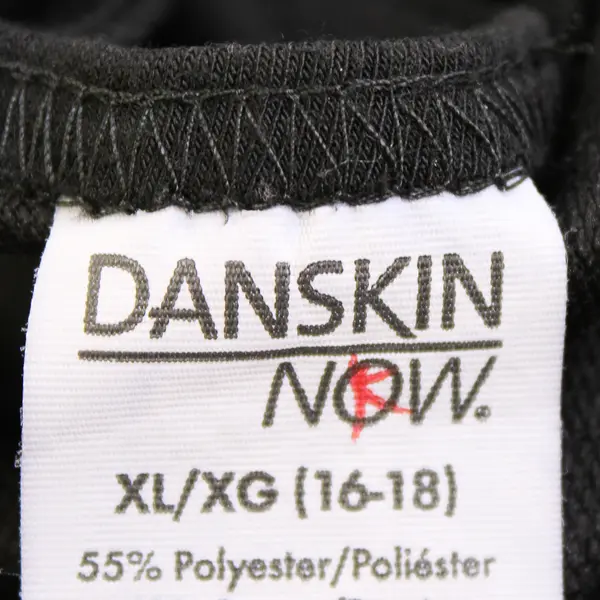 DANSKIN
NOW.
R
XL/XG (16-18)
55% Polyester/Poliéster